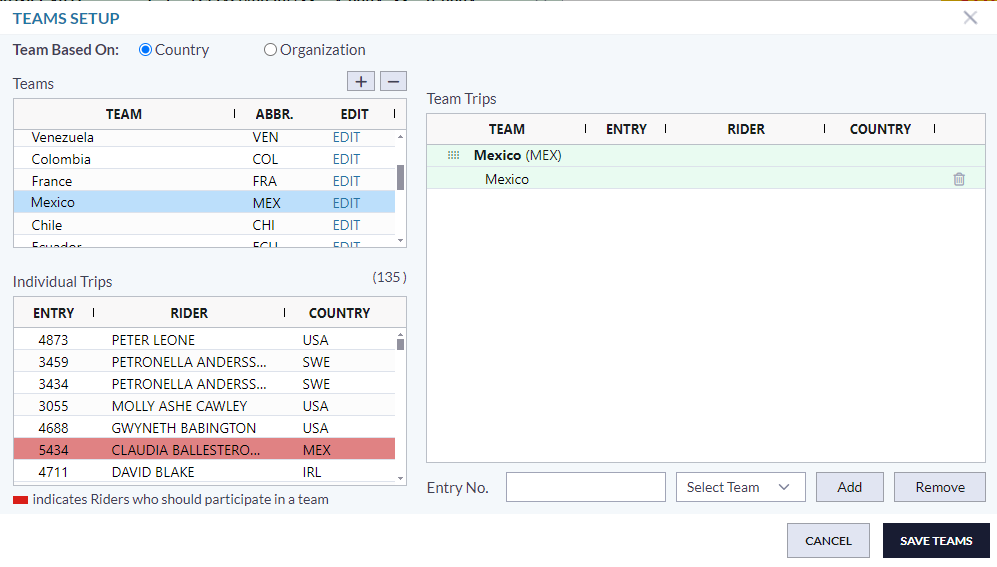 TEAMS SETUP
Team Based On: Country Organization
Teams
TEAM ABBR. EDIT
Venezuela VEN EDIT
Colombia COL EDIT
France FRA EDIT
Mexico MEX EDIT
Chile CHI EDIT
Ecuador ECU EDIT
Individual Trips (135)
ENTRY RIDER COUNTRY
4873 PETER LEONE USA
3459 PETRONELLA ANDERSS... SWE
3434 PETRONELLA ANDERSS... SWE
3055 MOLLY ASHE CAWLEY USA
4688 GWYNETH BABINGTON USA
5434 CLAUDIA BALLESTERO... MEX
4711 DAVID BLAKE IRL
indicates Riders who should participate in a team
Team Trips
TEAM ENTRY RIDER COUNTRY
Mexico (MEX)
Mexico
Entry No. Select Team Add Remove
CANCEL SAVE TEAMS